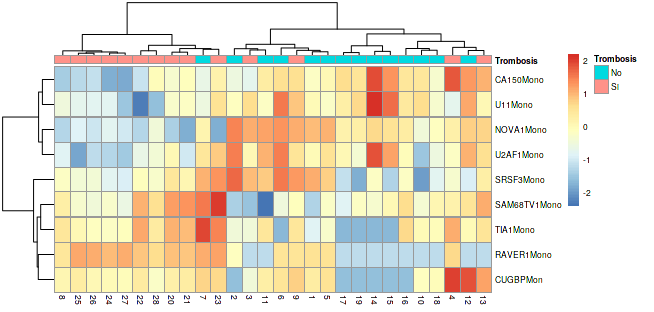 Trombosis
CA150Mono
U11Mono
NOVA1Mono
U2AF1Mono
SRSF3Mono
SAM68TV1Mono
TIA1Mono
RAVER1Mono
CUGBPMon
8 25 26 24 27 22 28 20 21 7 23 2 3 11 6 9 1 5 17 19 14 15 16 10 18 4 12 13
2
1
0
-1
-2
Trombosis
No
SI